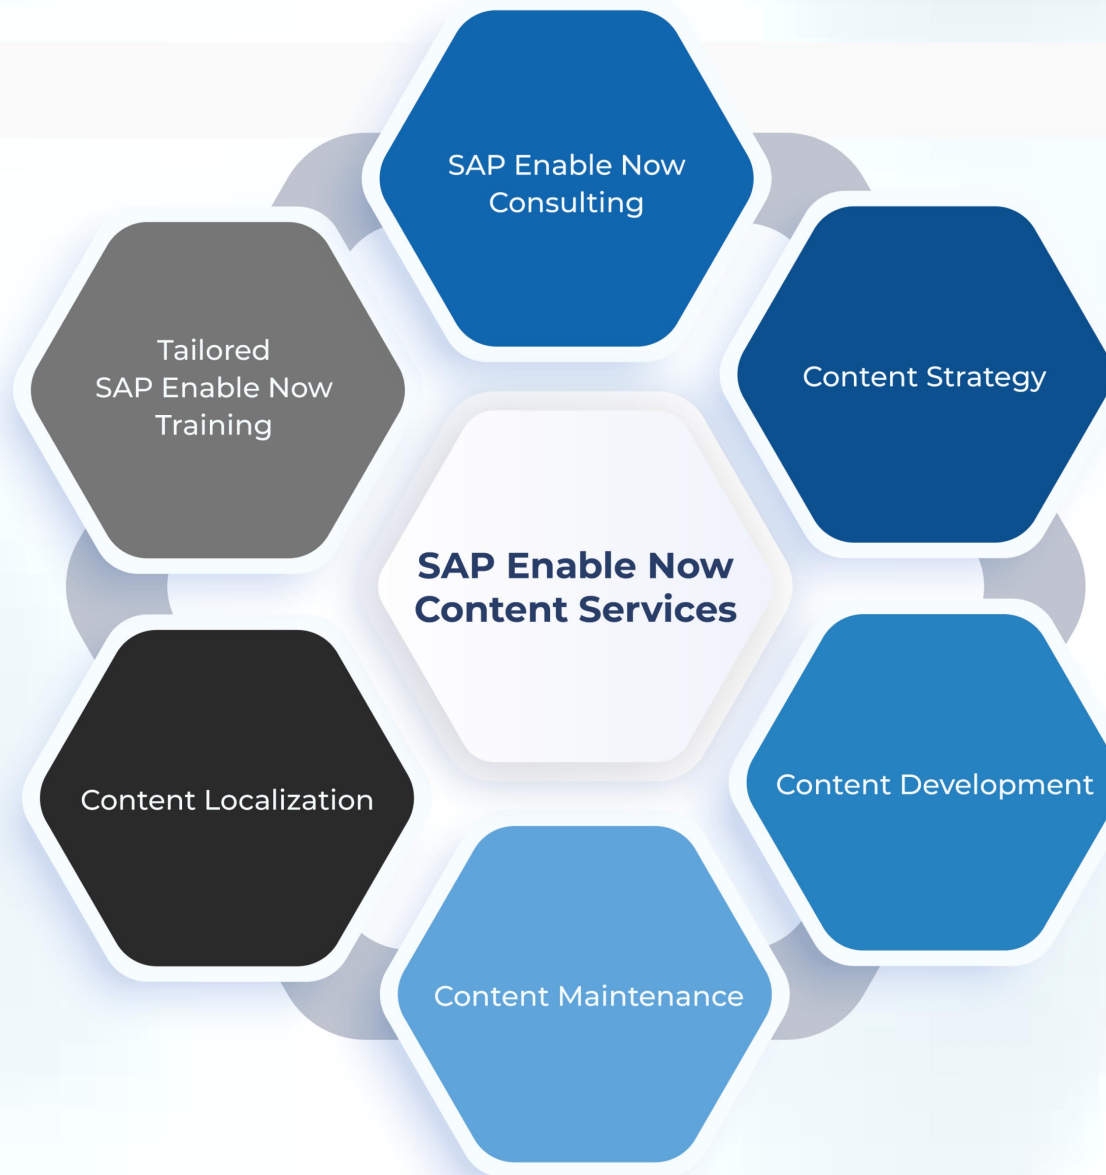 SAP Enable Now
Consulting
Content Strategy
Tailored
SAP Enable Now
Training
SAP Enable Now
Content Services
Content Development
Content Localization
Content Maintenance